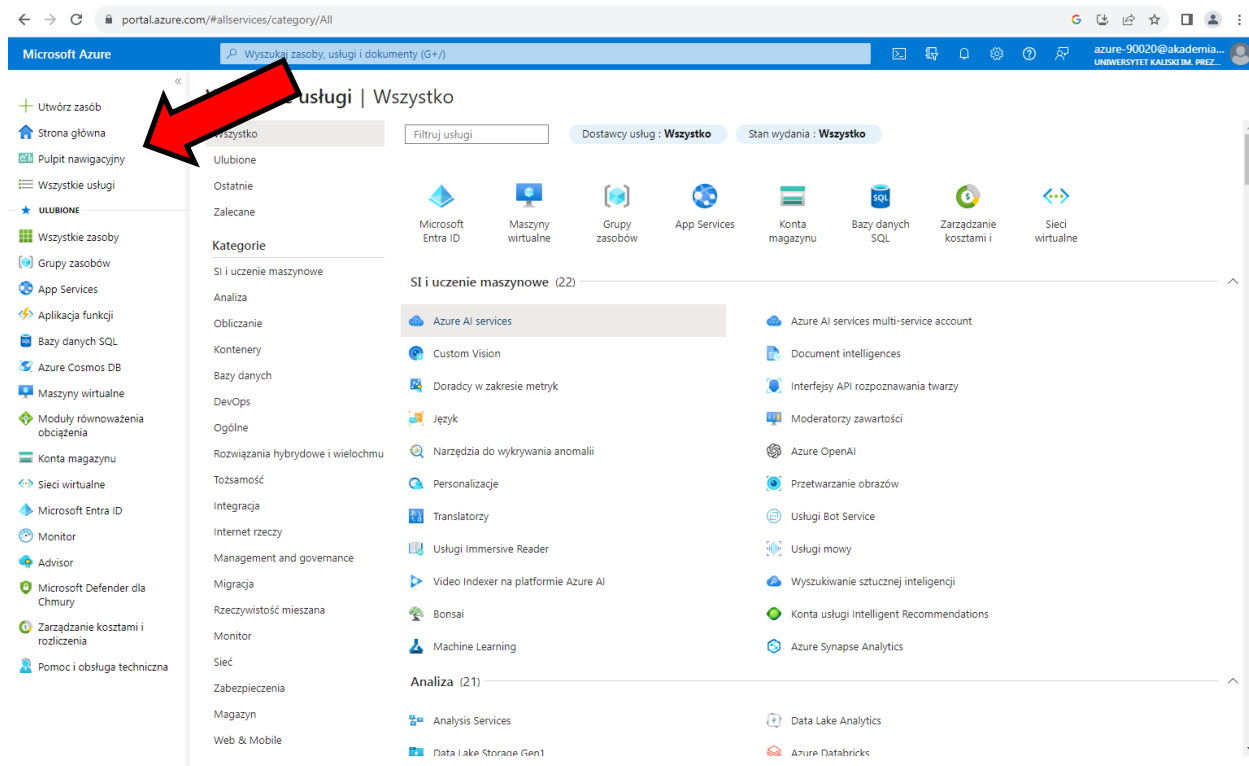 portal.azure.com/#allservices/category/All
G
Microsoft Azure
Wyszukaj zasoby, usługi i dokumenty (G+/)
azure-90020@akademia...
UNIWERSYTET KALISKI IM. PREZ...
Utwórz zasób
Strona główna
Pulpit nawigacyjny
Wszystkie usługi
ULUBIONE
Wszystkie zasoby
Grupy zasobów
App Services
Aplikacja funkcji
Bazy danych SQL
Azure Cosmos DB
Maszyny wirtualne
Moduły równoważenia
obciążenia
Konta magazynu
Sieci wirtualne
Microsoft Entra ID
Monitor
Advisor
Microsoft Defender dla
Chmury
Zarządzanie kosztami i
rozliczenia
Pomoc i obsługa techniczna
usługi | Wszystko
Wszystko
Ulubione
Ostatnie
Zalecane
Kategorie
SI i uczenie maszynowe
Analiza
Obliczanie
Kontenery
Bazy danych
DevOps
Ogólne
Rozwiązania hybrydowe i wielochmu
Tożsamość
Integracja
Internet rzeczy
Management and governance
Migracja
Rzeczywistość mieszana
Monitor
Sieć
Zabezpieczenia
Magazyn
Web & Mobile
Filtruj usługi
Dostawcy usług : Wszystko
Stan wydania : Wszystko
Microsoft
Entra ID
Maszyny
wirtualne
Grupy
zasobów
App Services
Konta
magazynu
SQL
Bazy danych
SQL
Zarządzanie
kosztami i
Sieci
wirtualne
SI i uczenie maszynowe (22)
Azure AI services
Azure AI services multi-service account
Custom Vision
Document intelligences
Doradcy w zakresie metryk
Interfejsy API rozpoznawania twarzy
Język
Moderatorzy zawartości
Narzędzia do wykrywania anomalii
Azure OpenAI
Personalizacje
Przetwarzanie obrazów
Translatorzy
Usługi Bot Service
Usługi Immersive Reader
Usługi mowy
Video Indexer na platformie Azure AI
Wyszukiwanie sztucznej inteligencji
Bonsai
Konta usługi Intelligent Recommendations
Machine Learning
Azure Synapse Analytics
Analiza (21)
Analysis Services
Data Lake Analytics
Data Lake Storage Gen1
Azure Databricks